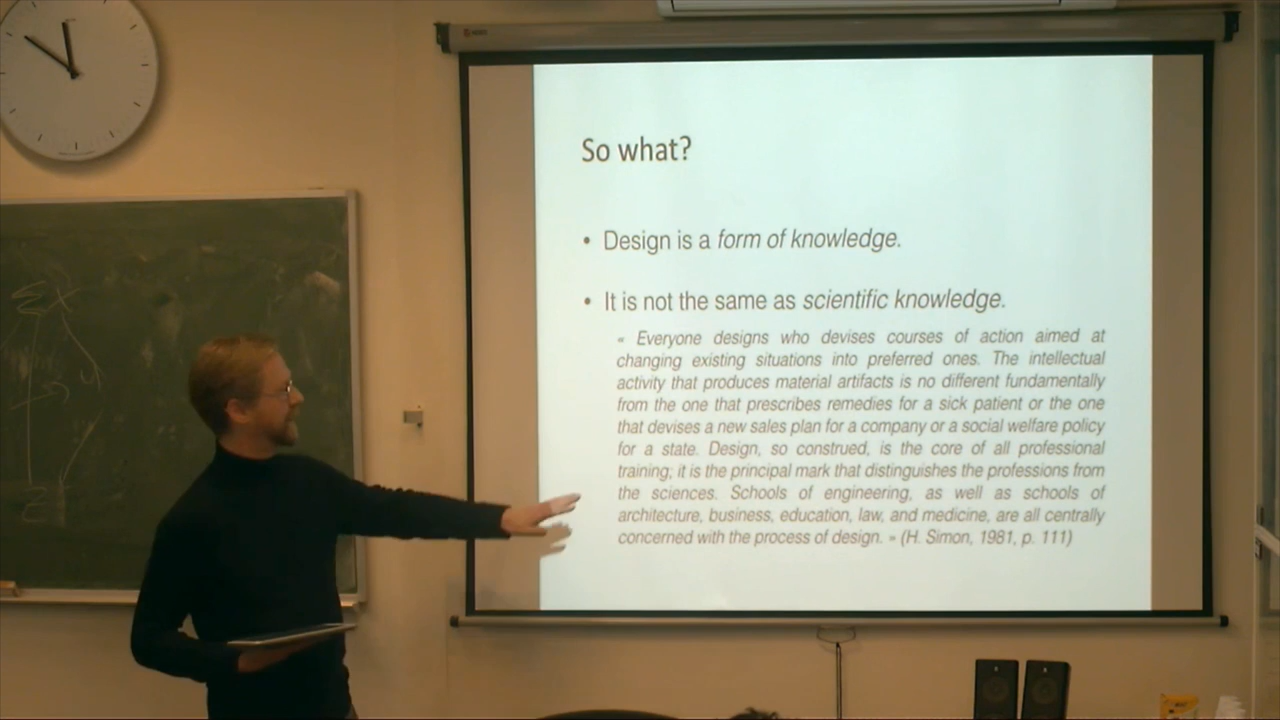 So what?
• Design is a form of knowledge.
• It is not the same as scientific knowledge.
« Everyone designs who devises courses of action aimed at
changing existing situations into preferred ones. The intellectual
activity that produces material artifacts is no different fundamentally
from the one that prescribes remedies for a sick patient or the one
that devises a new sales plan for a company or a social welfare policy
for a state. Design, so construed, is the core of all professional
training; it is the principal mark that distinguishes the professions from
the sciences. Schools of engineering, as well as schools of
architecture, business, education, law, and medicine, are all centrally
concerned with the process of design. » (H. Simon, 1981, p. 111)